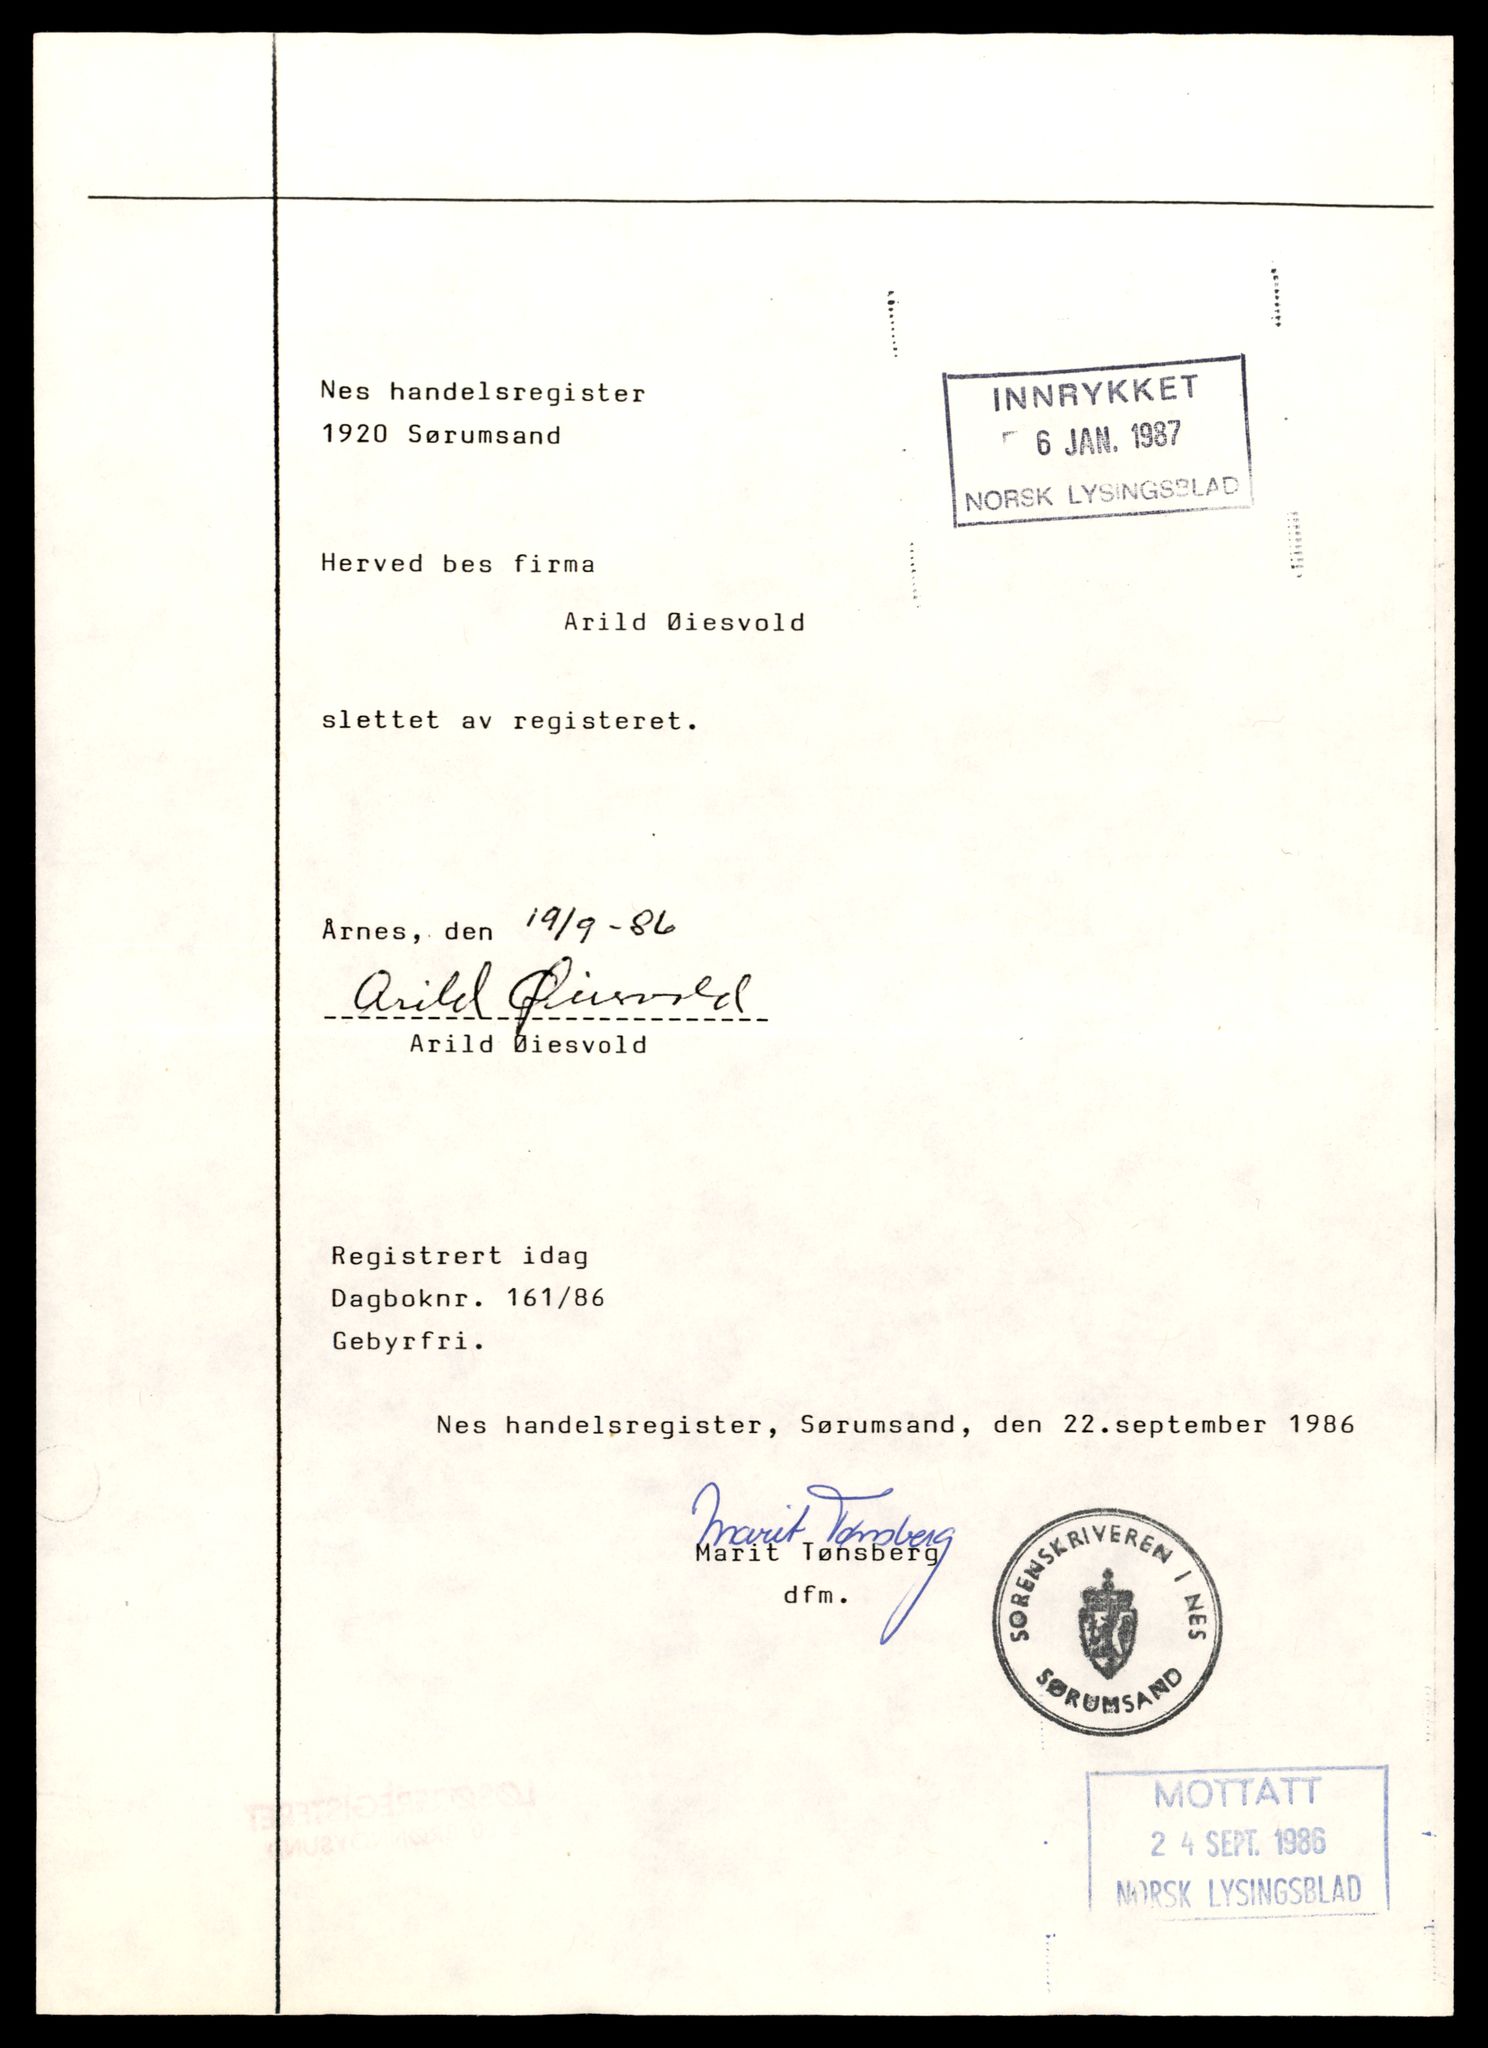 Nes handelsregister
1920 Sørumsand
INNRYKKET
6 JAN. 1987
NORSK LYSINGSBLAD
Herved bes firma
Arild Øiesvold
slettet av registeret.
Årnes, den 19/9-86
Arild Øiesvold
Arild Øiesvold
Registrert idag
Dagboknr. 161/86
Gebyrfri.
Nes handelsregister, Sørumsand, den 22.september 1986
Marit Tønsberg
Marit Tønsberg
dfm.
SORENSKRIVEREN I NES
SØRUMSAND
MOTTATT
24 SEPT. 1986
NORSK LYSINGSBLAD